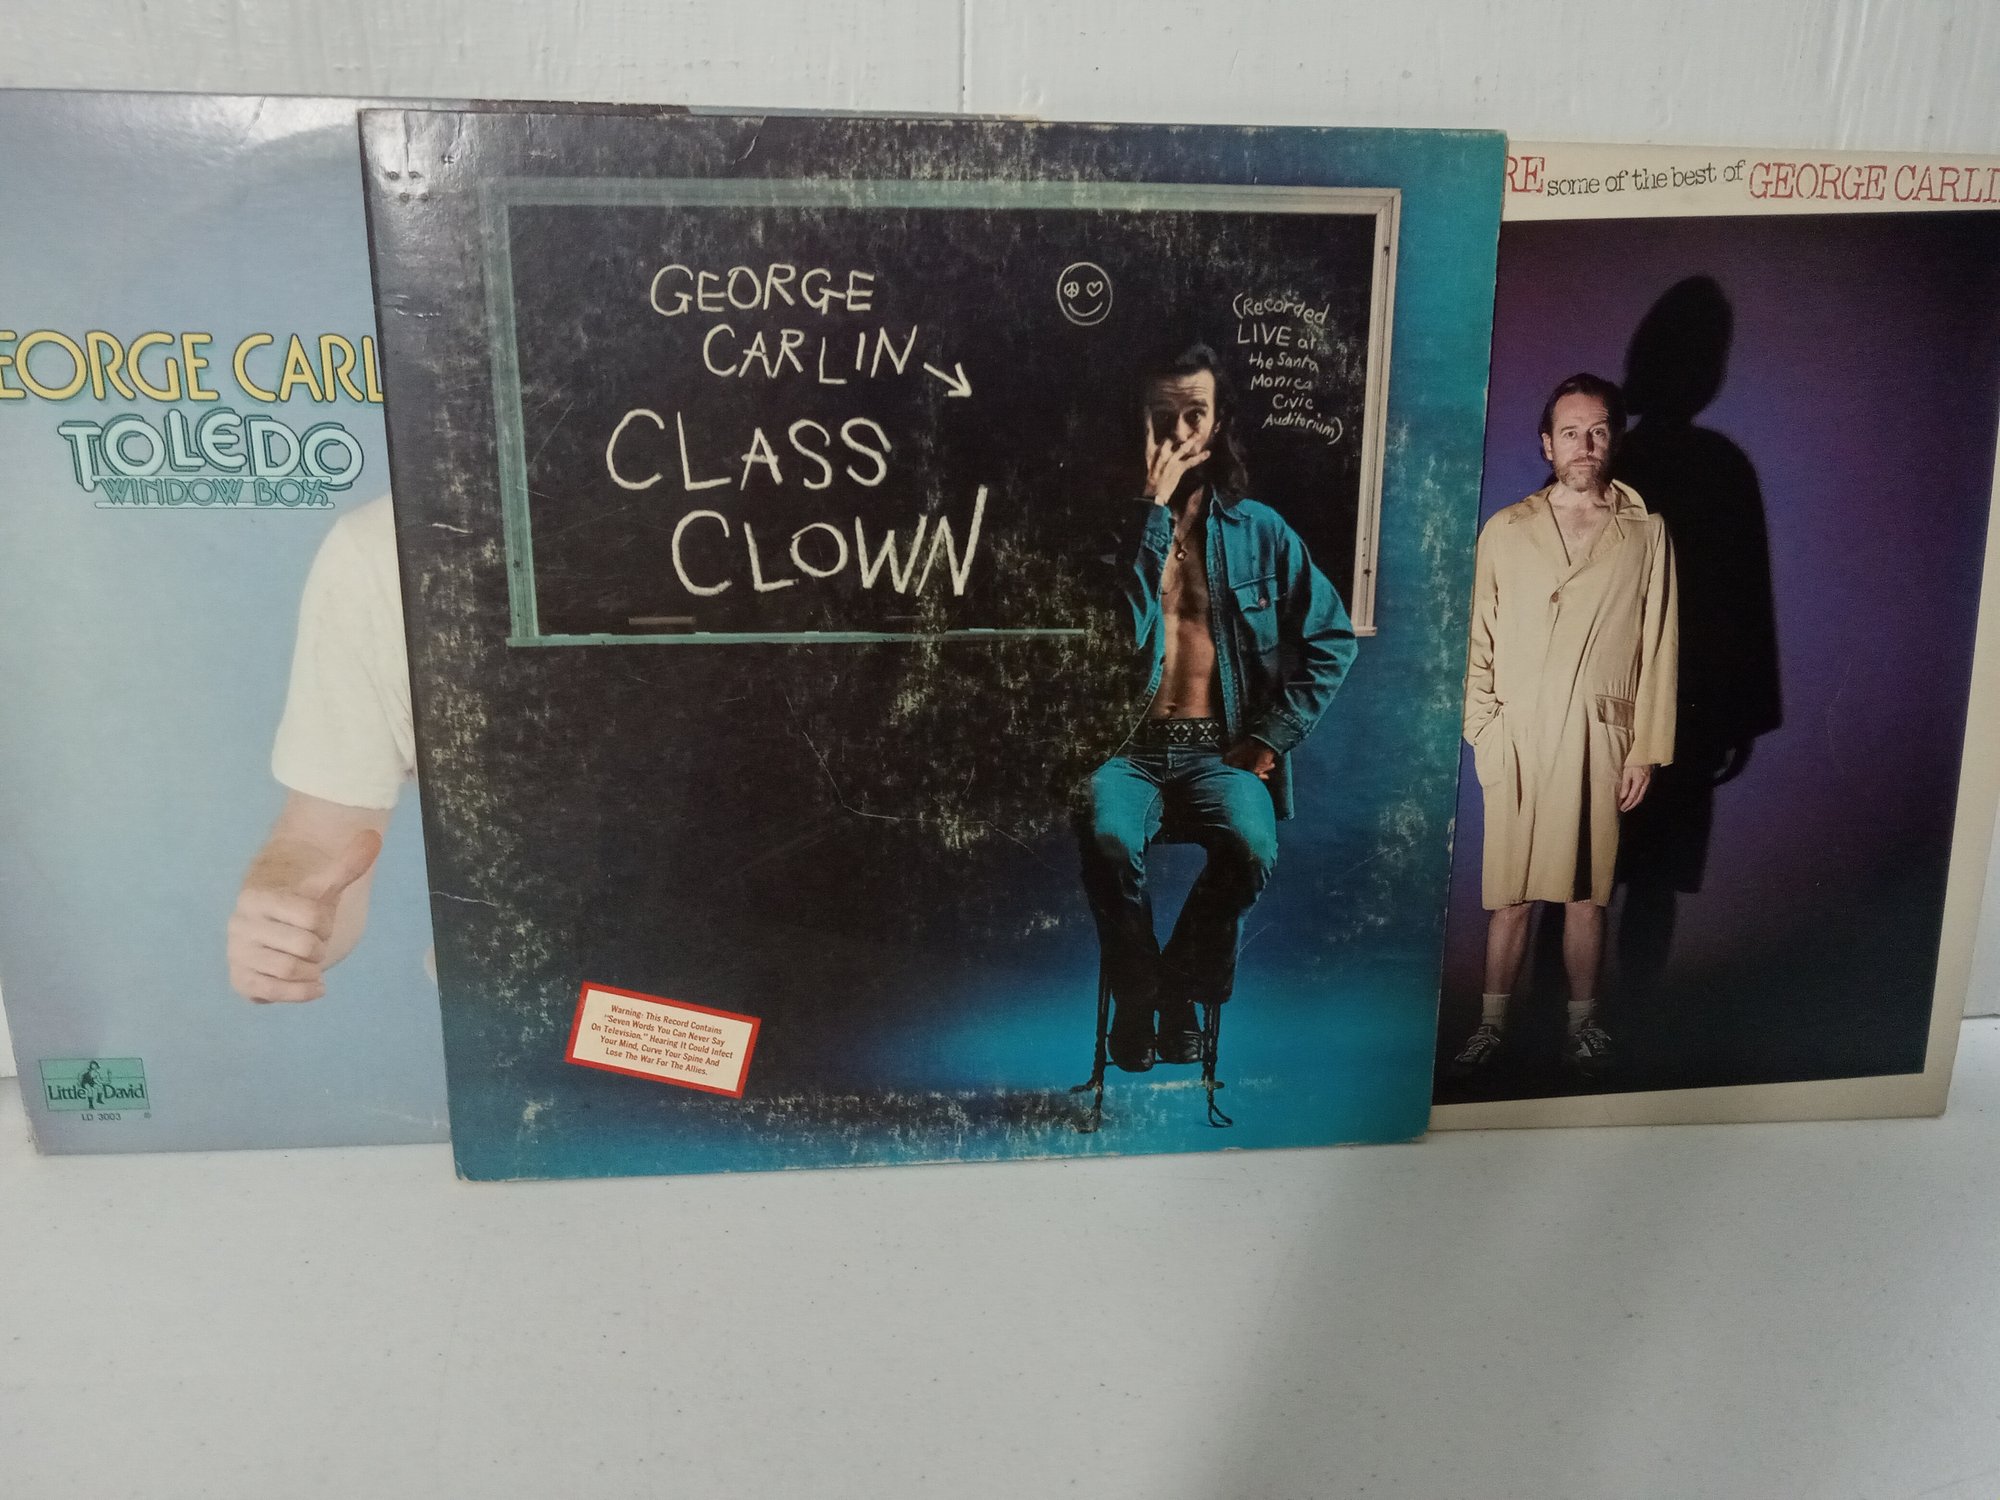 EORGE CARL
TOLEDO
WINDOW BOX
Little David
LD 3003
GEORGE
CARLIN
CLASS
CLOWN
(Recorded
LIVE at
the Santa
Monica
Civic
Auditorium)
Warning: This Record Contains
"Seven Words You Can Never Say
On Television." Hearing It Could Infect
Your Mind, Curve Your Spine And
Lose The War For The Allies.
RE some of the best of GEORGE CARLI